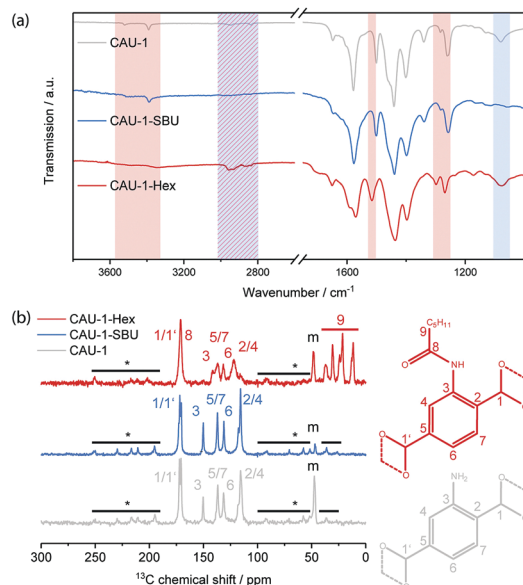 (a)
CAU-1
CAU-1-SBU
CAU-1-Hex
Transmission / a.u.
3600 3200 2800 1600 1200
Wavenumber / cm⁻¹
(b)
CAU-1-Hex
CAU-1-SBU
CAU-1
1/1' 8 3 5/7 6 2/4 m 9
* *
1/1' 3 5/7 6 2/4 m
* *
1/1' 3 5/7 6 2/4 m
* *
300 250 200 150 100 50 0
¹³C chemical shift / ppm
C₅H₁₁
9
8
O
NH
O
3
4 2 1
O
O 5 7
1' 6
O
NH₂
O
3
4 2 1
O
O 5 7
1' 6
O